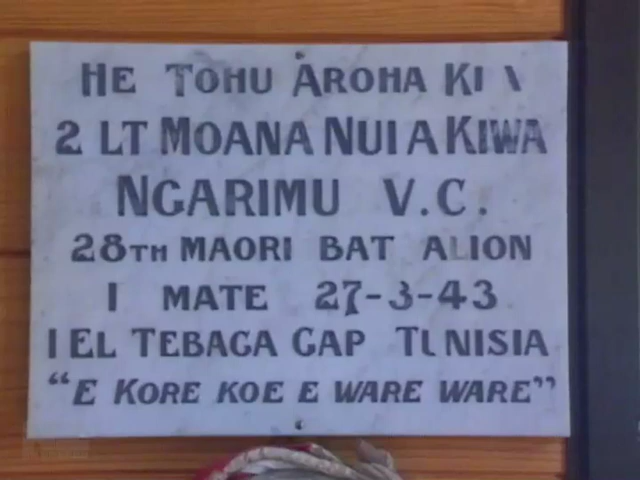 HE TOHU AROHA KI A
2 LT MOANA NUI A KIWA
NGARIMU V.C.
28TH MAORI BATALION
I MATE 27-3-43
I EL TEBAGA GAP TUNISIA
"E KORE KOE E WARE WARE"